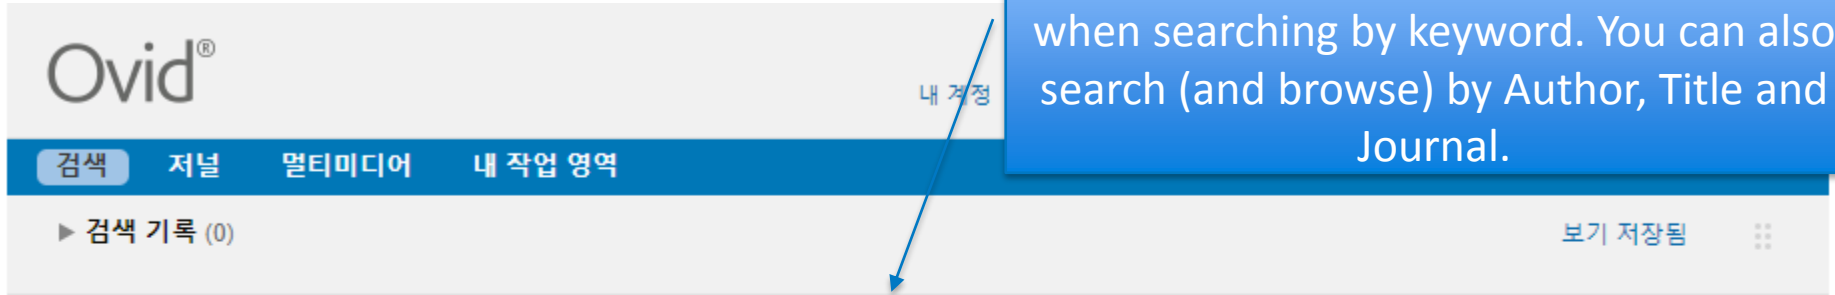 Ovid®
내 계정
when searching by keyword. You can also
search (and browse) by Author, Title and
Journal.
검색 저널 멀티미디어 내 작업 영역
검색 기록 (0)
보기 저장됨